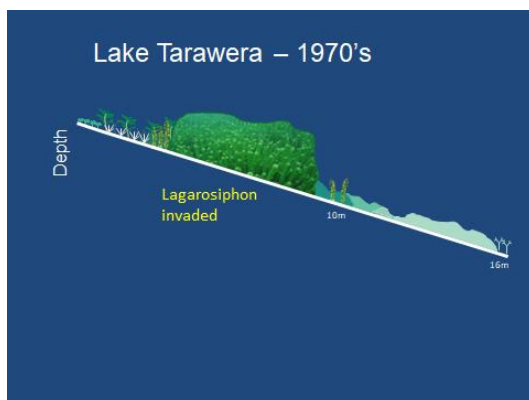 Lake Tarawera – 1970's
Depth
Lagarosiphon
invaded
10m
16m